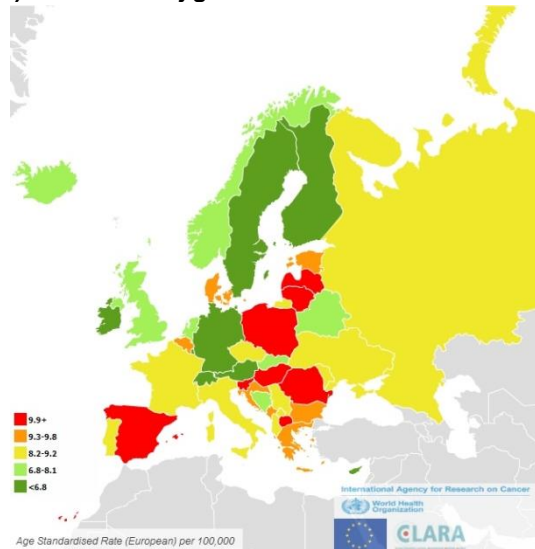 9.9+
9.3-9.8
8.2-9.2
6.8-8.1
<6.8
International Agency for Research on Cancer
World Health
Organization
CLARA
Age Standardised Rate (European) per 100,000